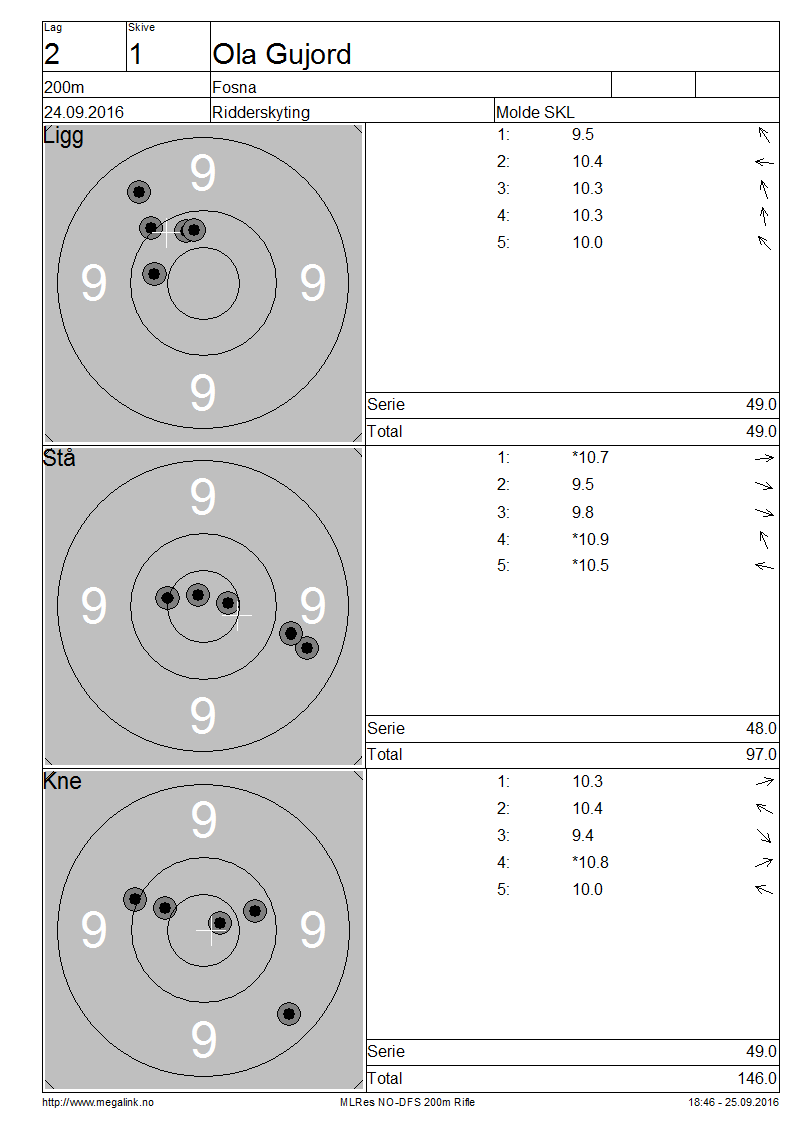 Lag Skive
2 1 Ola Gujord
200m Fosna
24.09.2016 Ridderskyting Molde SKL
Ligg
1: 9.5
2: 10.4
3: 10.3
4: 10.3
5: 10.0
9
9 9
9
Serie 49.0
Total 49.0
Stå
1: *10.7
2: 9.5
3: 9.8
4: *10.9
5: *10.5
9
9 9
9
Serie 48.0
Total 97.0
Kne
1: 10.3
2: 10.4
3: 9.4
4: *10.8
5: 10.0
9
9 9
9
Serie 49.0
Total 146.0
http://www.megalink.no MLRes NO-DFS 200m Rifle 18:46 - 25.09.2016